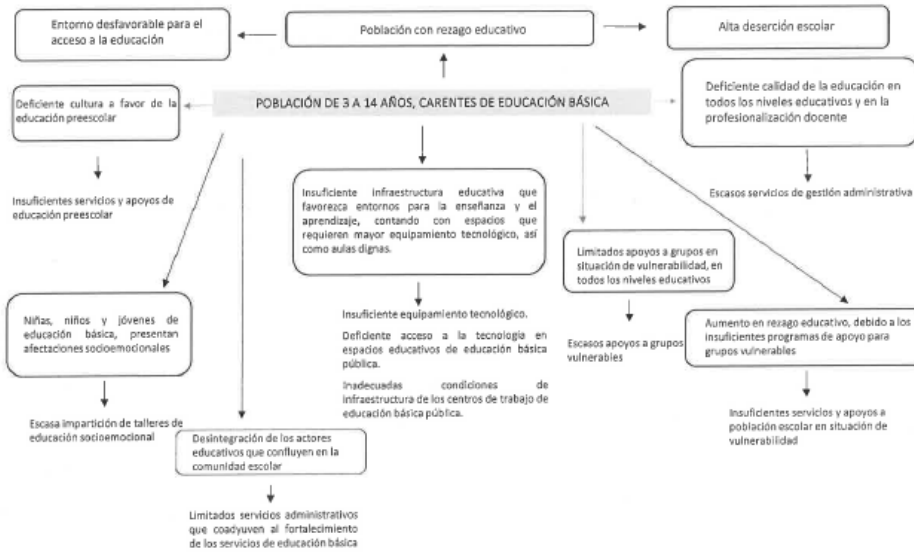 Entorno desfavorable para el
acceso a la educación
Población con rezago educativo
Alta deserción escolar
Deficiente cultura a favor de la
educación preescolar
POBLACIÓN DE 3 A 14 AÑOS, CARENTES DE EDUCACIÓN BÁSICA
Deficiente calidad de la educación en
todos los niveles educativos y en la
profesionalización docente
Insuficientes servicios y apoyos de
educación preescolar
Insuficiente infraestructura educativa que
favorezca entornos para la enseñanza y el
aprendizaje, contando con espacios que
requieren mayor equipamiento tecnológico, así
como aulas dignas.
Escasos servicios de gestión administrativa
Limitados apoyos a grupos en
situación de vulnerabilidad, en
todos los niveles educativos
Niñas, niños y jóvenes de
educación básica, presentan
afectaciones socioemocionales
Insuficiente equipamiento tecnológico.
Deficiente acceso a la tecnología en
espacios educativos de educación básica
pública.
Inadecuadas condiciones de
infraestructura de los centros de trabajo de
educación básica pública.
Escasos apoyos a grupos
vulnerables
Aumento en rezago educativo, debido a los
insuficientes programas de apoyo para
grupos vulnerables
Escasa impartición de talleres de
educación socioemocional
Desintegración de los actores
educativos que confluyen en la
comunidad escolar
Insuficientes servicios y apoyos a
población escolar en situación de
vulnerabilidad
Limitados servicios administrativos
que coadyuven al fortalecimiento
de los servicios de educación básica